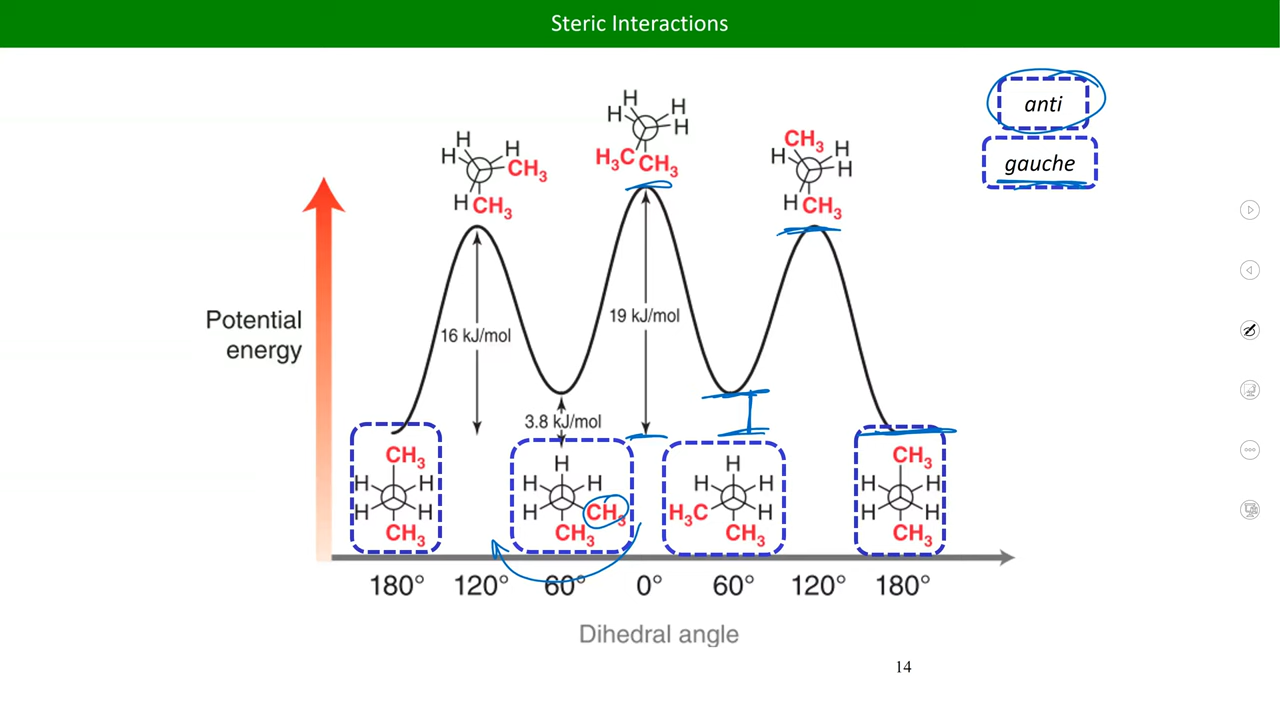 Steric Interactions
anti
gauche
H
H
H
CH3
H
CH3
H
H
H
H
H3C
CH3
CH3
H
H
H
H
CH3
16 kJ/mol
19 kJ/mol
Potential
energy
3.8 kJ/mol
CH3
H
H
H
H
CH3
H
H
H
H
CH3
CH3
H
H
H
H3C
H
CH3
CH3
H
H
H
H
CH3
180°
120°
60°
0°
60°
120°
180°
Dihedral angle
14